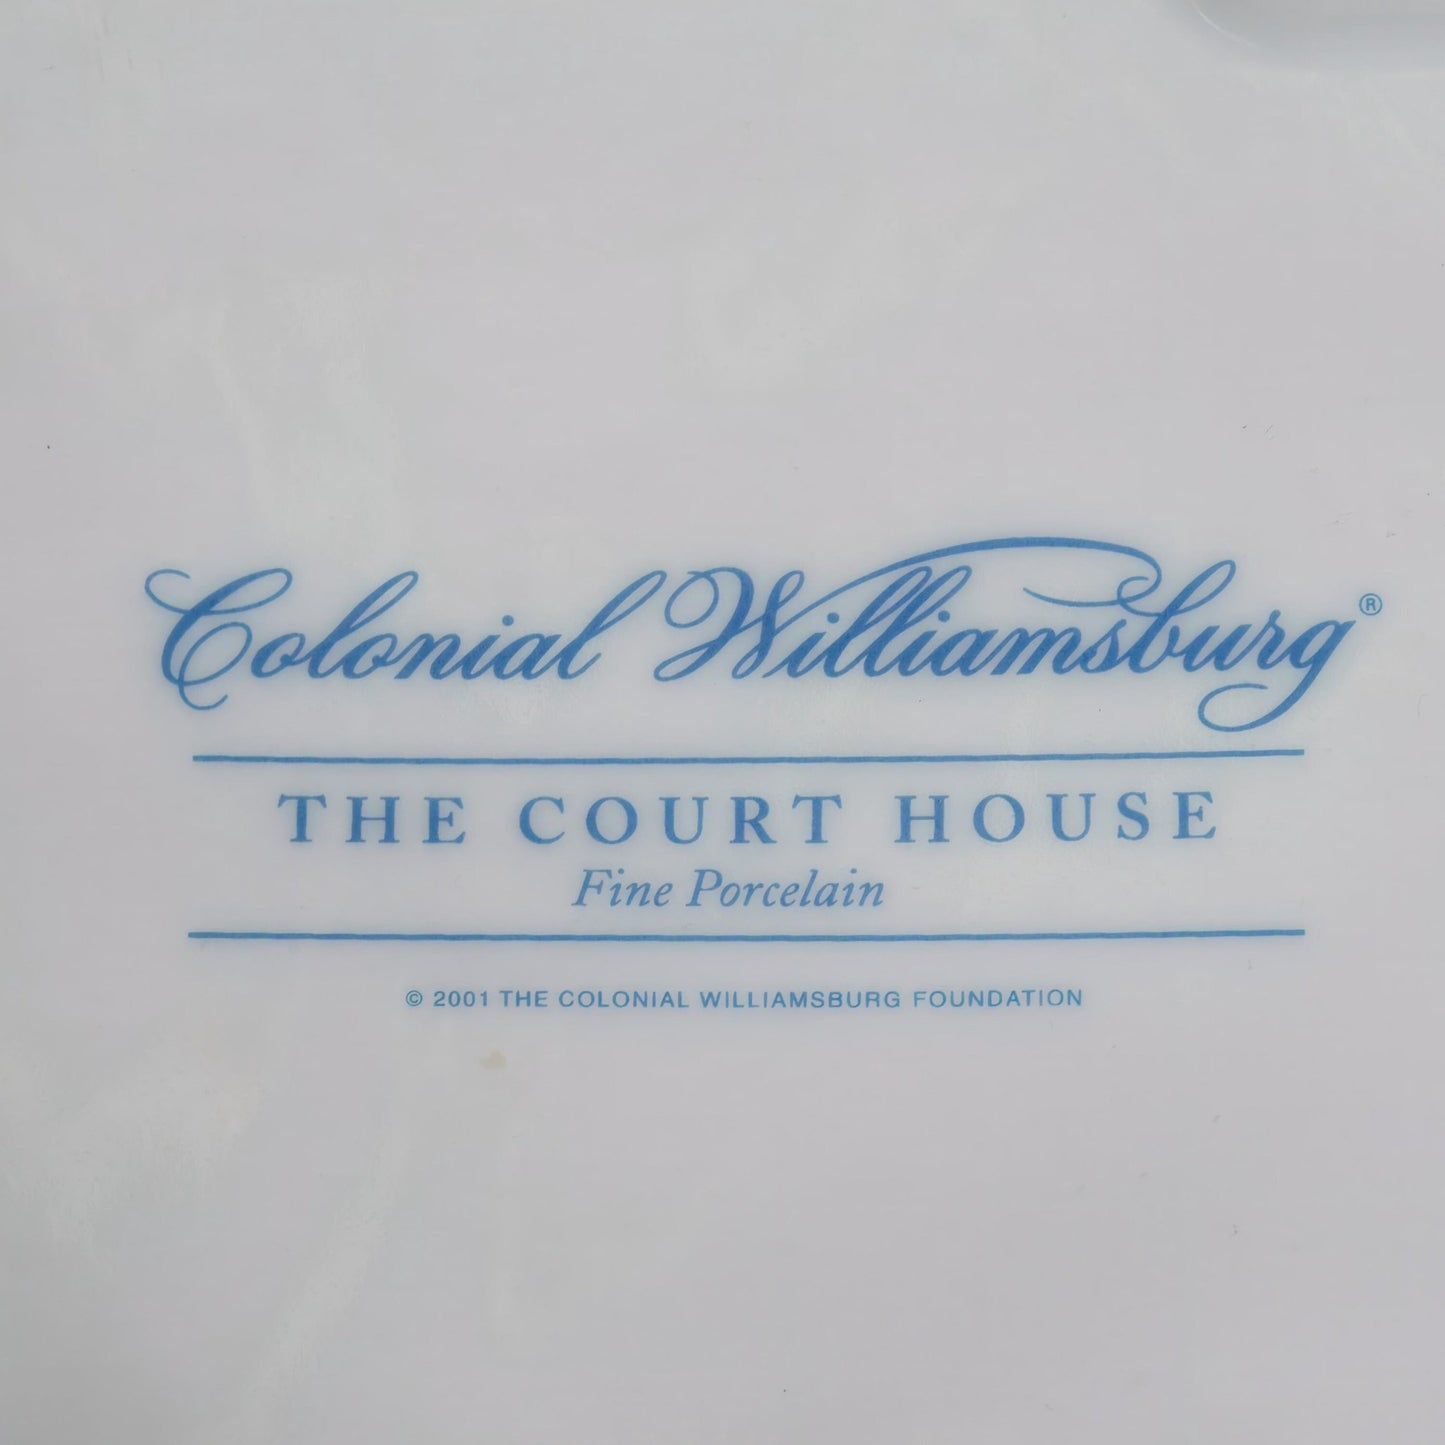 Colonial Williamsburg®
THE COURT HOUSE
Fine Porcelain
© 2001 THE COLONIAL WILLIAMSBURG FOUNDATION